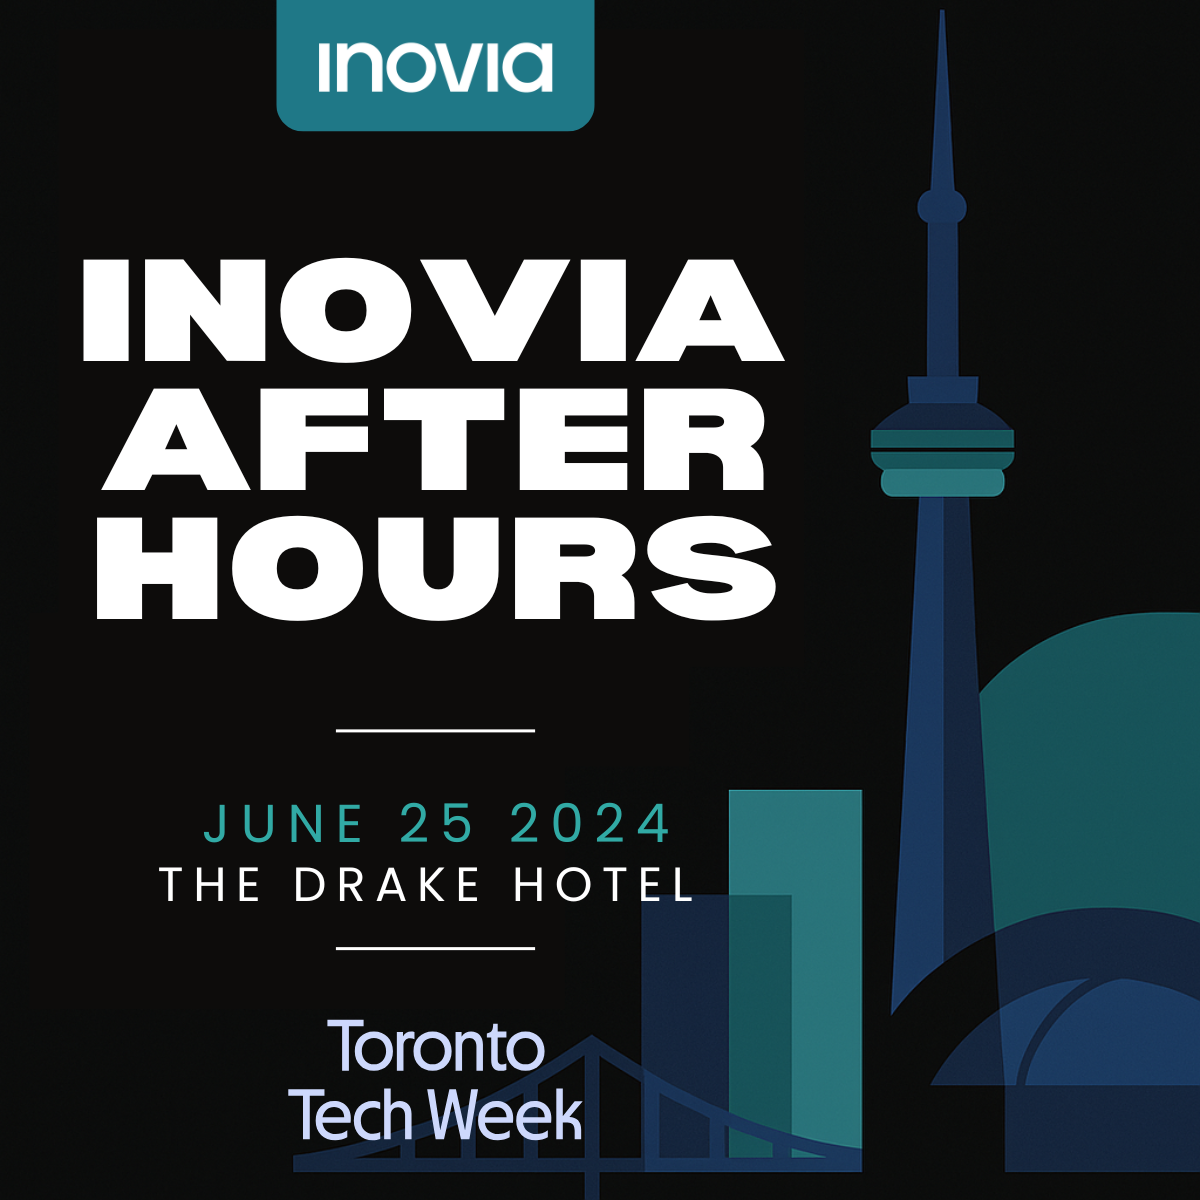 inovia
INOVIA
AFTER
HOURS
JUNE 25 2024
THE DRAKE HOTEL
Toronto
Tech Week